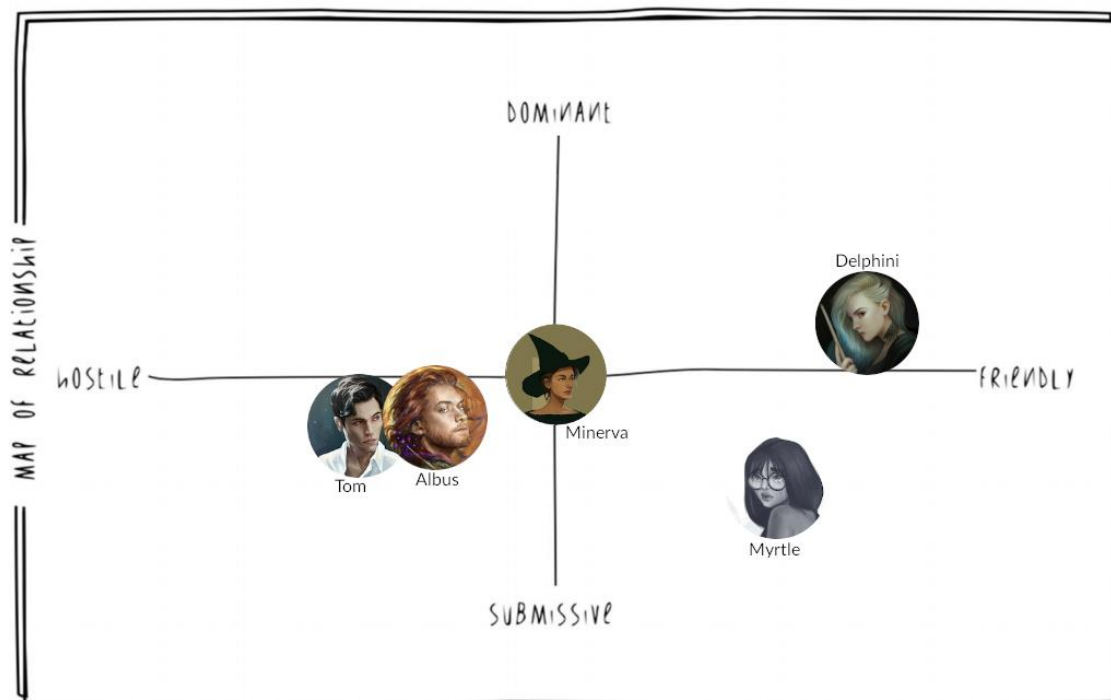 DOMINANT
MAP OF RELATIONSHIP
Delphini
HOSTILE
FRIENDLY
Minerva
Tom
Albus
Myrtle
SUBMISSIVE